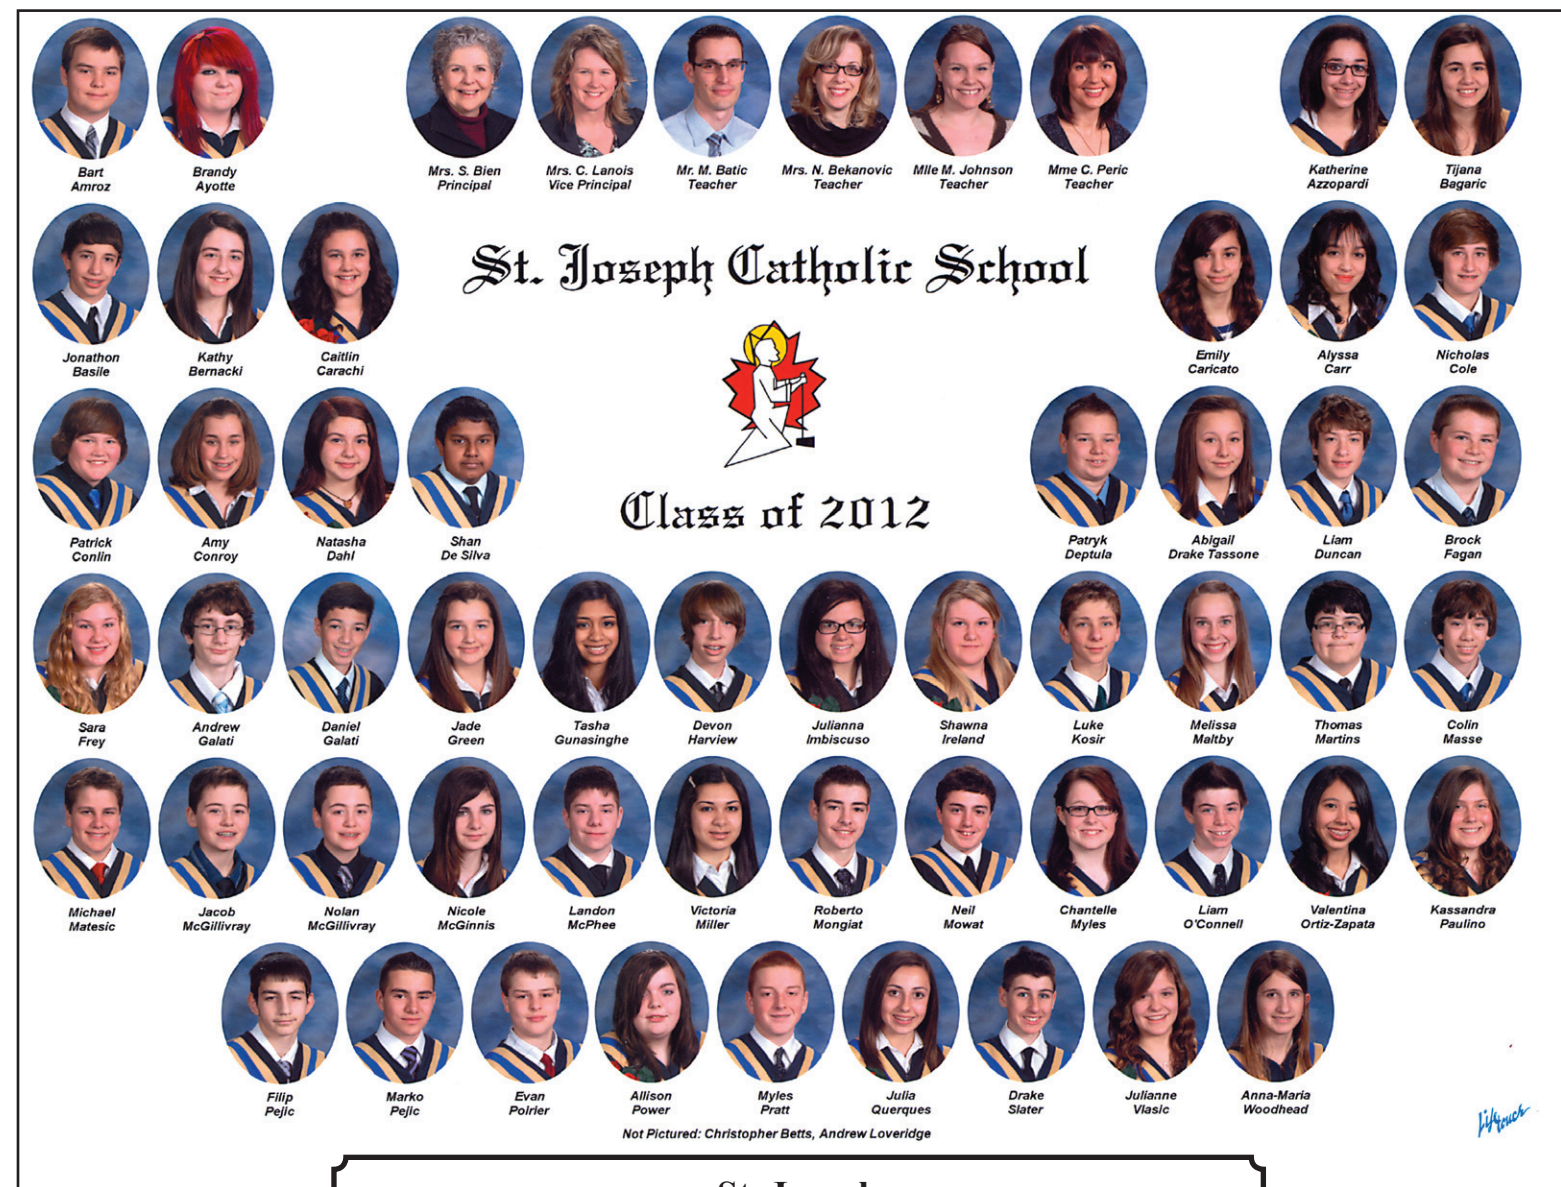 Bart
Amroz
Brandy
Ayotte
Mrs. S. Bien
Principal
Mrs. C. Lanois
Vice Principal
Mr. M. Batic
Teacher
Mrs. N. Bekanovic
Teacher
Mlle M. Johnson
Teacher
Mme C. Peric
Teacher
Katherine
Azzopardi
Tijana
Bagaric
St. Joseph Catholic School
Jonathon
Basile
Kathy
Bernacki
Caitlin
Carachi
Emily
Caricato
Alyssa
Carr
Nicholas
Cole
Class of 2012
Patrick
Conlin
Amy
Conroy
Natasha
Dahl
Shan
De Silva
Patryk
Deptula
Abigail
Drake Tassone
Liam
Duncan
Brock
Fagan
Sara
Frey
Andrew
Galati
Daniel
Galati
Jade
Green
Tasha
Gunasinghe
Devon
Harview
Julianna
Imbiscuso
Shawna
Ireland
Luke
Kosir
Melissa
Maltby
Thomas
Martins
Colin
Masse
Michael
Matesic
Jacob
McGillivray
Nolan
McGillivray
Nicole
McGinnis
Landon
McPhee
Victoria
Miller
Roberto
Mongiat
Neil
Mowat
Chantelle
Myles
Liam
O'Connell
Valentina
Ortiz-Zapata
Kassandra
Paulino
Filip
Pejic
Marko
Pejic
Evan
Poirier
Allison
Power
Myles
Pratt
Julia
Querques
Drake
Slater
Julianne
Vlasic
Anna-Maria
Woodhead
Not Pictured: Christopher Betts, Andrew Loveridge
Lifetouch